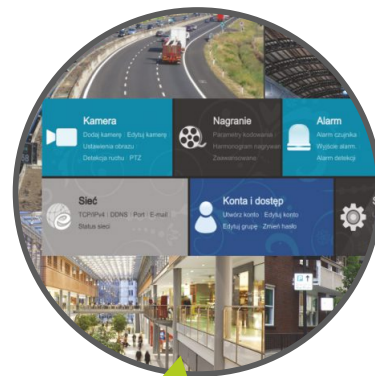 Kamera
Dodaj kamerę Edytuj kamerę
Ustawienia obrazu
Detekcja ruchu PTZ
Nagranie
Parametry kodowania
Harmonogram nagrywan
Zaawansowane
Alarm
Alarm czujnika
Wyjście alarm
Alarm detekcji
Sieć
TCP/IPv4 DDNS Port E-mail
Status sieci
Konta i dostęp
Utwórz konto Edytuj konto
Edytuj grupę Zmień hasło
S